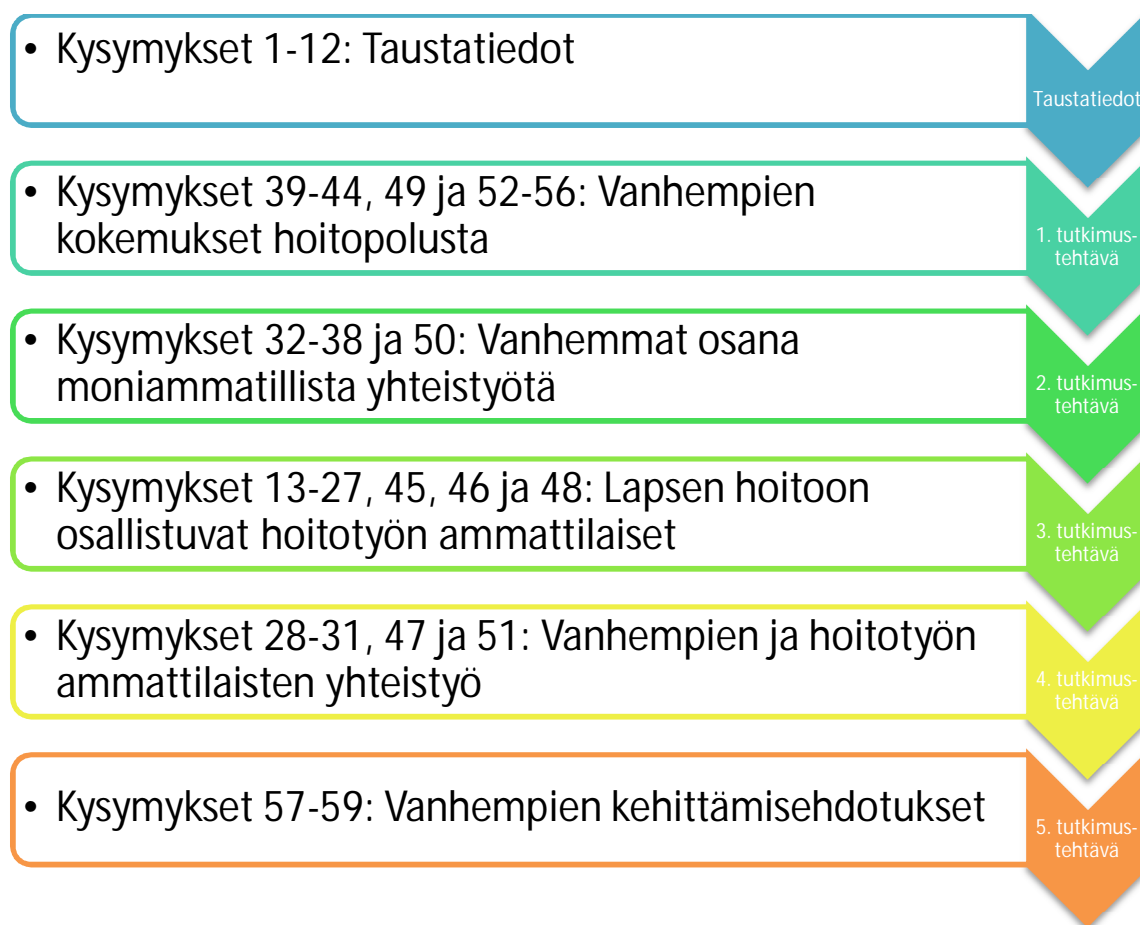 • Kysymykset 1-12: Taustatiedot
Taustatiedot
• Kysymykset 39-44, 49 ja 52-56: Vanhempien
kokemukset hoitopolusta
1. tutkimus-
tehtävä
• Kysymykset 32-38 ja 50: Vanhemmat osana
moniammatillista yhteistyötä
2. tutkimus-
tehtävä
• Kysymykset 13-27, 45, 46 ja 48: Lapsen hoitoon
osallistuvat hoitotyön ammattilaiset
3. tutkimus-
tehtävä
• Kysymykset 28-31, 47 ja 51: Vanhempien ja hoitotyön
ammattilaisten yhteistyö
4. tutkimus-
tehtävä
• Kysymykset 57-59: Vanhempien kehittämisehdotukset
5. tutkimus-
tehtävä